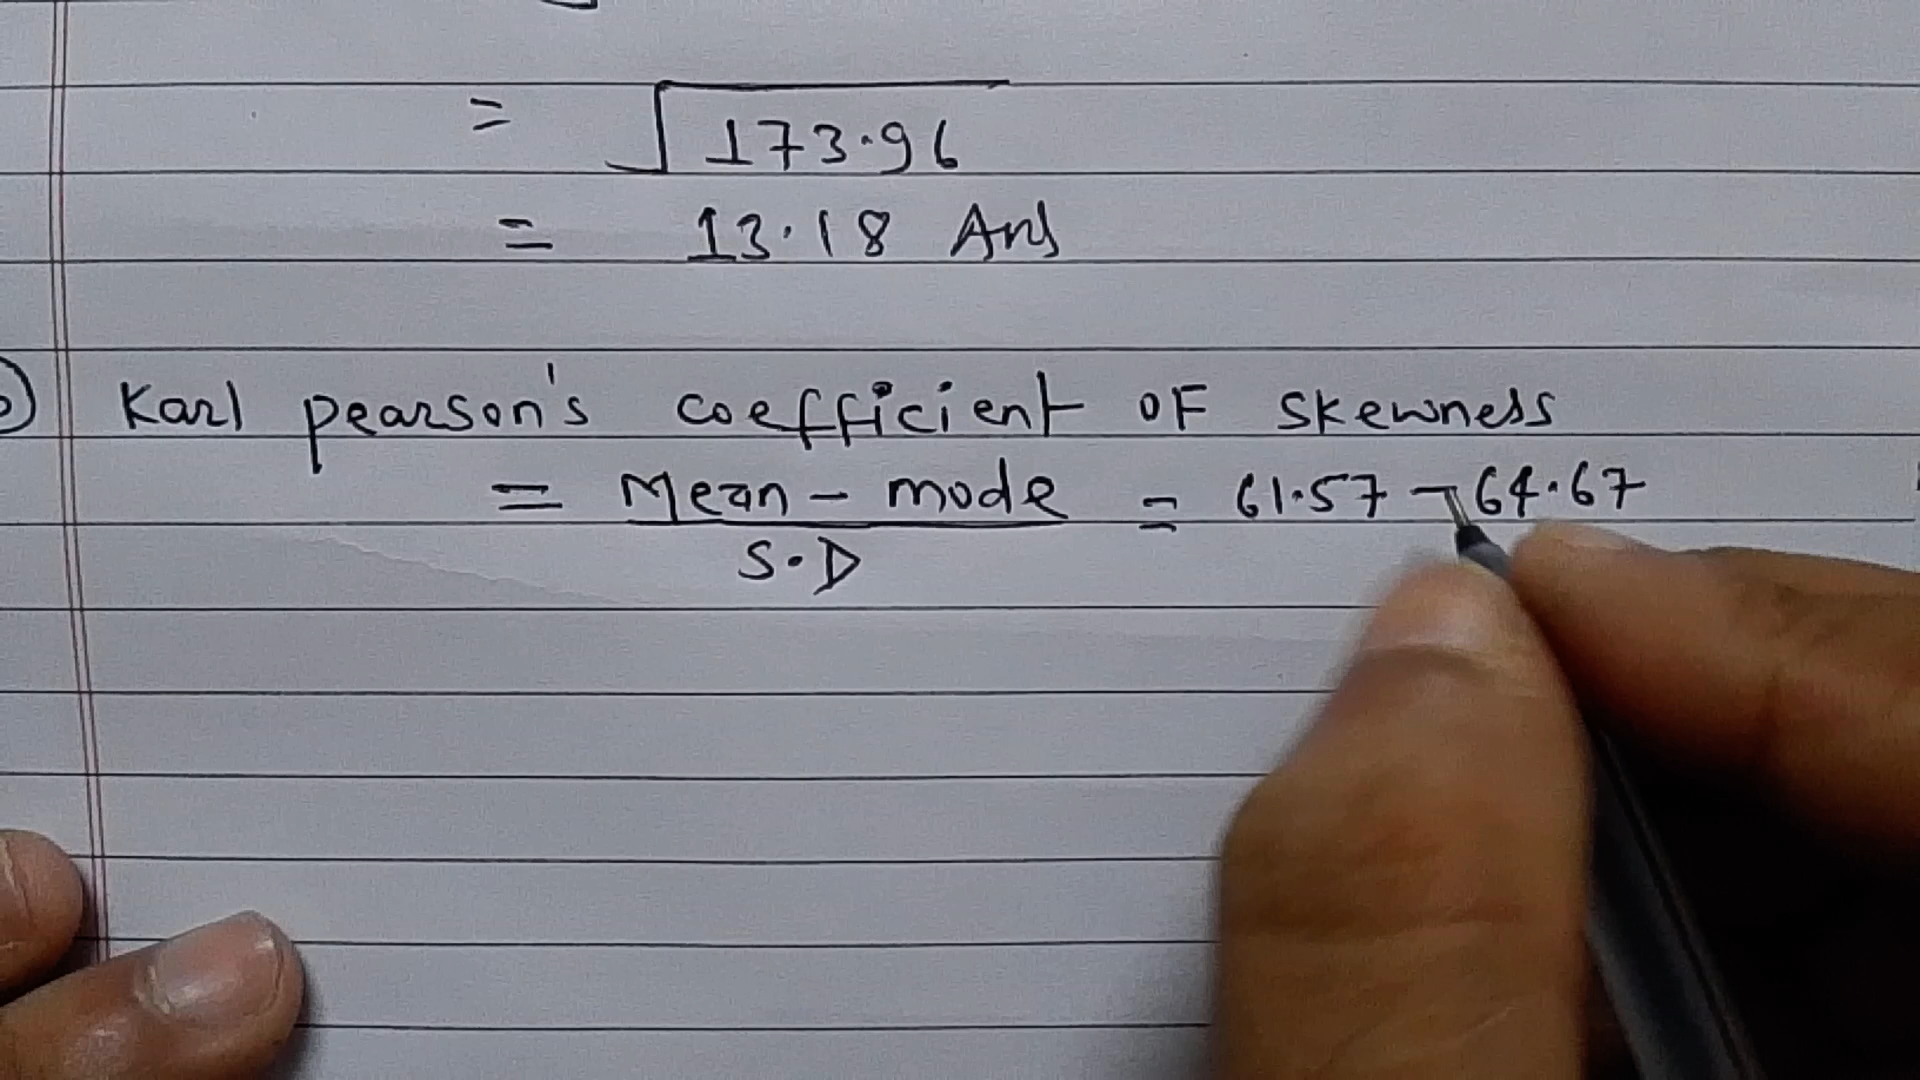 = √173.96
= 13.18 Ans
Karl pearson's coefficient OF skewness
= Mean - mode = 61.57 - 64.67
S.D